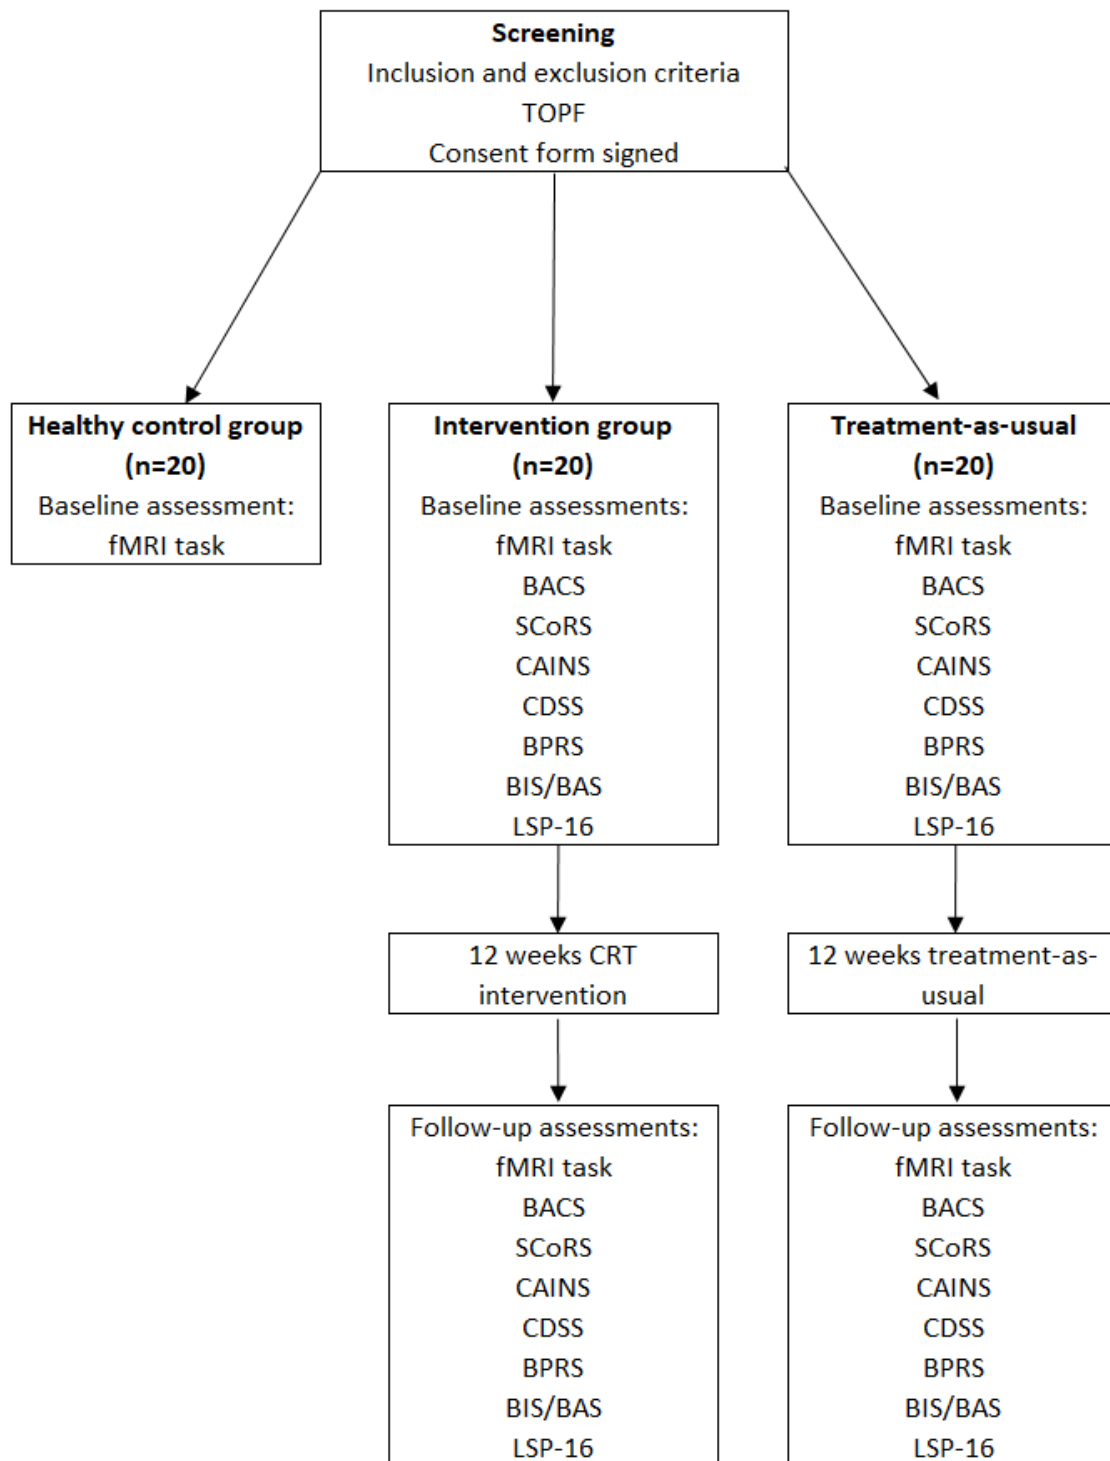 Screening
Inclusion and exclusion criteria
TOPF
Consent form signed
Healthy control group
(n=20)
Baseline assessment:
fMRI task
Intervention group
(n=20)
Baseline assessments:
fMRI task
BACS
SCoRS
CAINS
CDSS
BPRS
BIS/BAS
LSP-16
Treatment-as-usual
(n=20)
Baseline assessments:
fMRI task
BACS
SCoRS
CAINS
CDSS
BPRS
BIS/BAS
LSP-16
12 weeks CRT
intervention
12 weeks treatment-as-
usual
Follow-up assessments:
fMRI task
BACS
SCoRS
CAINS
CDSS
BPRS
BIS/BAS
LSP-16
Follow-up assessments:
fMRI task
BACS
SCoRS
CAINS
CDSS
BPRS
BIS/BAS
LSP-16